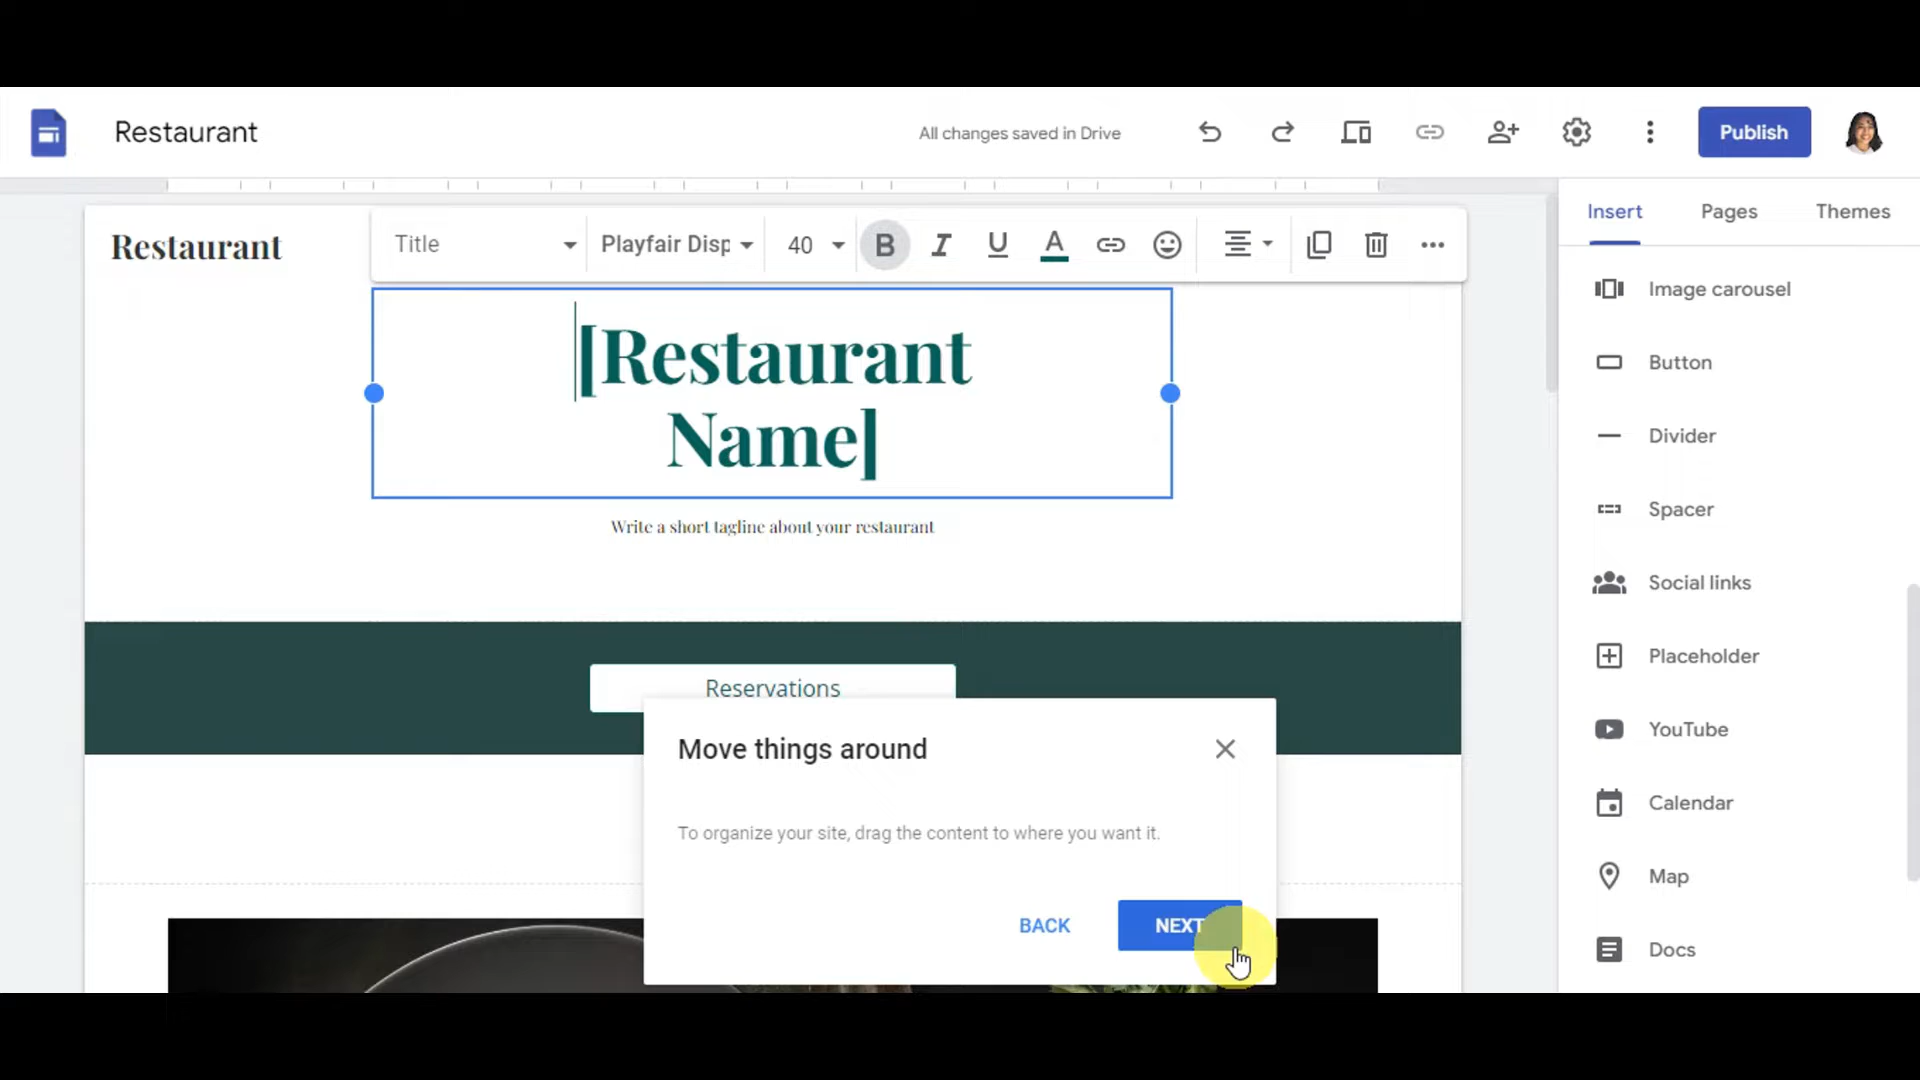 Restaurant
All changes saved in Drive
Publish
Restaurant
Title
Playfair Disp
40
B
I
U
A
Insert
Pages
Themes
[Restaurant
Name]
Write a short tagline about your restaurant
Reservations
Move things around
To organize your site, drag the content to where you want it.
BACK
NEXT
Image carousel
Button
Divider
Spacer
Social links
Placeholder
YouTube
Calendar
Map
Docs